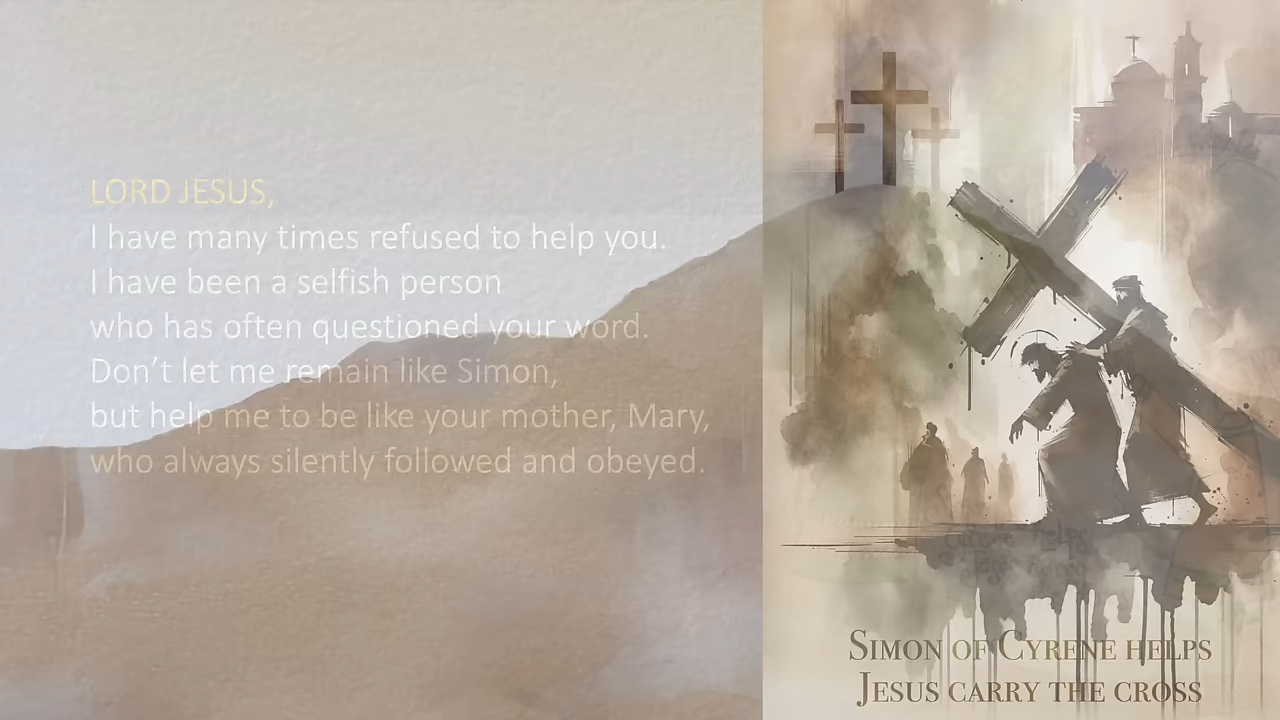 LORD JESUS,
I have many times refused to help you.
I have been a selfish person
who has often questioned your word.
Don’t let me remain like Simon,
but help me to be like your mother, Mary,
who always silently followed and obeyed.
SIMON OF CYRENE HELPS
JESUS CARRY THE CROSS